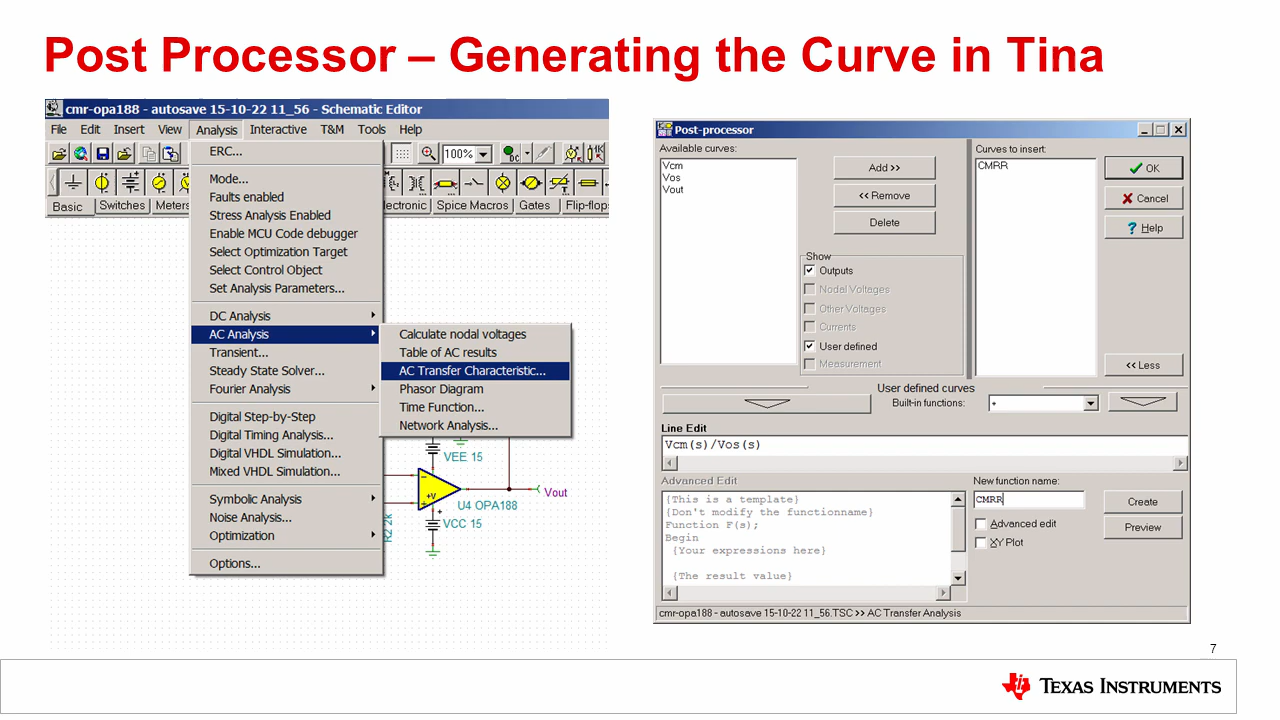 Post Processor – Generating the Curve in Tina
cmr-opa188 - autosave 15-10-22 11_56 - Schematic Editor
File Edit Insert View Analysis Interactive T&M Tools Help
100%
Basic Switches Meters Spice Macros Gates
ERC...
Mode...
Faults enabled
Stress Analysis Enabled
Enable MCU Code debugger
Select Optimization Target
Select Control Object
Set Analysis Parameters...
DC Analysis
AC Analysis
Transient...
Steady State Solver...
Fourier Analysis
Digital Step-by-Step
Digital Timing Analysis...
Digital VHDL Simulation...
Mixed VHDL Simulation...
Symbolic Analysis
Noise Analysis...
Optimization
Options...
Calculate nodal voltages
Table of AC results
AC Transfer Characteristic...
Phasor Diagram
Time Function...
Network Analysis...
VEE 15
Vout
U4 OPA188
VCC 15
R2 2k
Post-processor
Available curves:
Vcm
Vos
Vout
Add >>
<< Remove
Delete
Show
Outputs
Nodal Voltages
Other Voltages
Currents
User defined
Measurement
Curves to insert:
CMRR
OK
Cancel
Help
<< Less
User defined curves
Built-in functions:
+
Line Edit
Vcm(s)/Vos(s)
Advanced Edit
{This is a template}
{Don't modify the functionname}
Function F(s);
Begin
{Your expressions here}
{The result value}
New function name:
CMRR
Create
Advanced edit
Preview
XY Plot
cmr-opa188 - autosave 15-10-22 11_56.TSC >> AC Transfer Analysis
7
TEXAS INSTRUMENTS